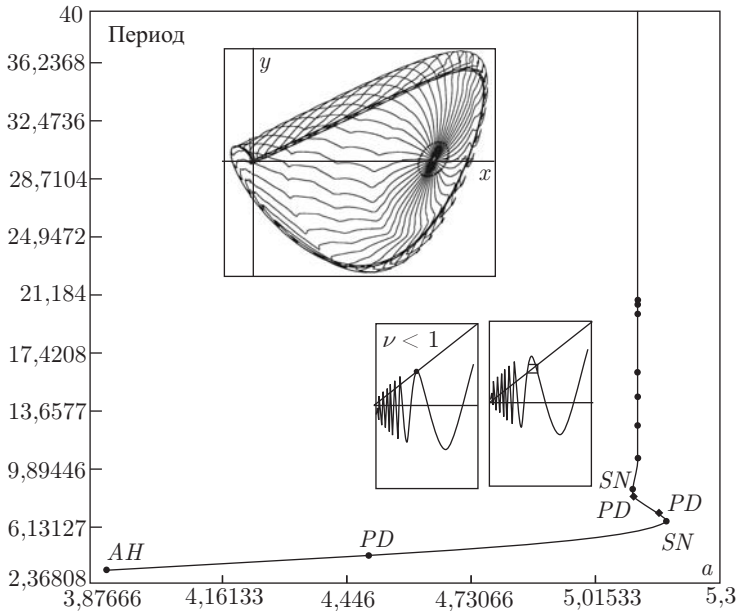 40
Период
36,2368
y
32,4736
x
28,7104
24,9472
21,184
ν < 1
17,4208
13,6577
9,89446
SN
PD
PD
6,13127
SN
AH
PD
2,36808
a
3,87666
4,16133
4,446
4,73066
5,01533
5,3